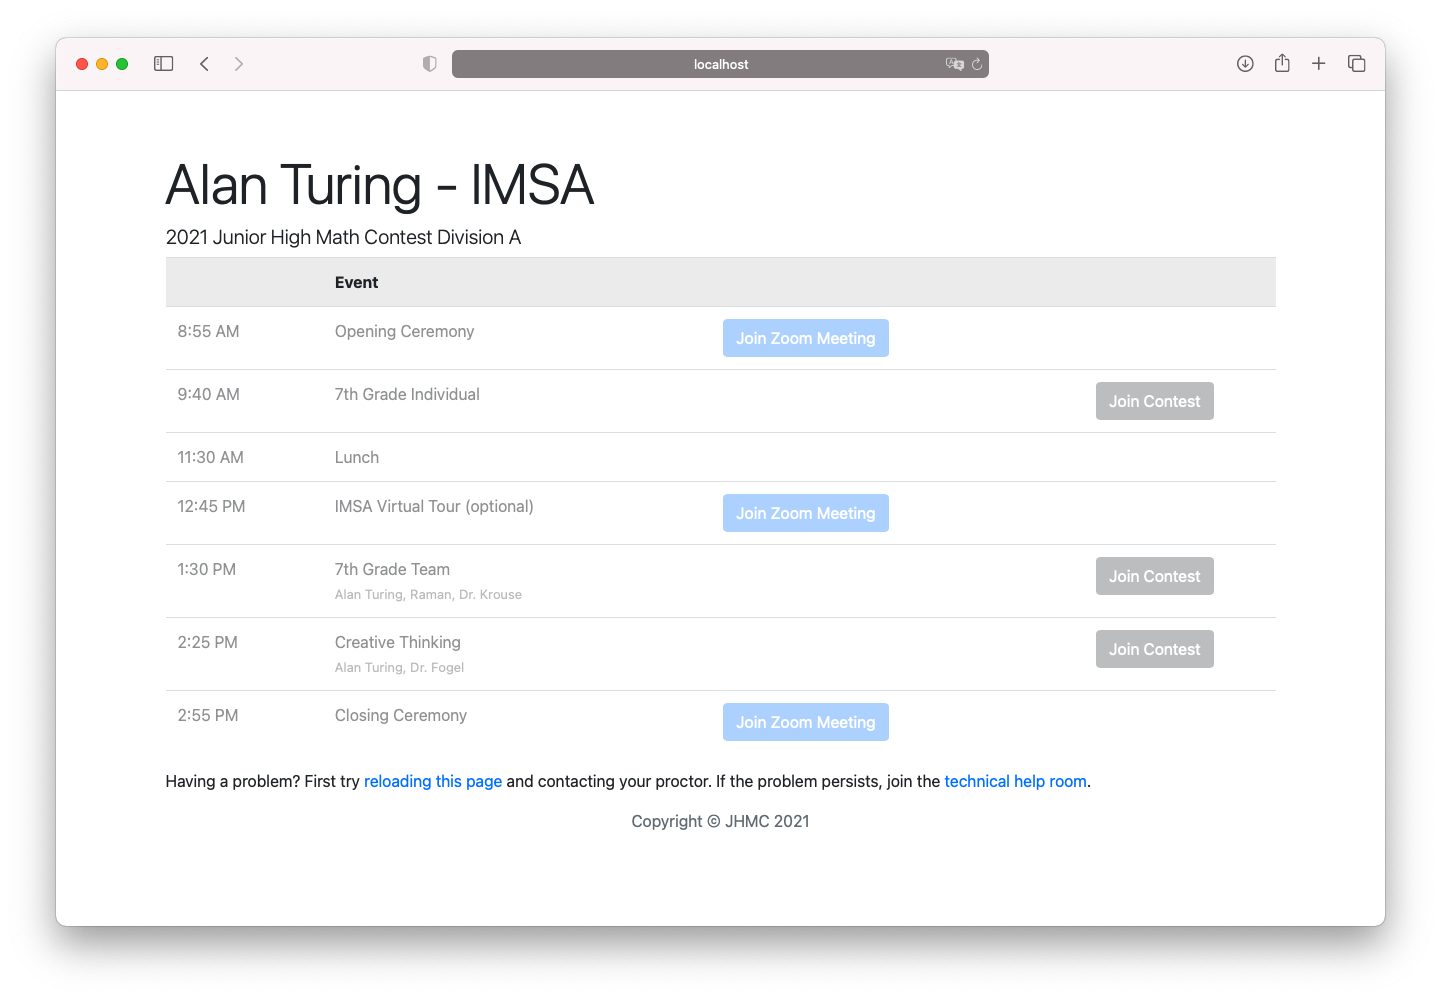 localhost
Alan Turing - IMSA
2021 Junior High Math Contest Division A
Event
8:55 AM Opening Ceremony Join Zoom Meeting
9:40 AM 7th Grade Individual Join Contest
11:30 AM Lunch
12:45 PM IMSA Virtual Tour (optional) Join Zoom Meeting
1:30 PM 7th Grade Team Join Contest
Alan Turing, Raman, Dr. Krouse
2:25 PM Creative Thinking Join Contest
Alan Turing, Dr. Fogel
2:55 PM Closing Ceremony Join Zoom Meeting
Having a problem? First try reloading this page and contacting your proctor. If the problem persists, join the technical help room.
Copyright © JHMC 2021